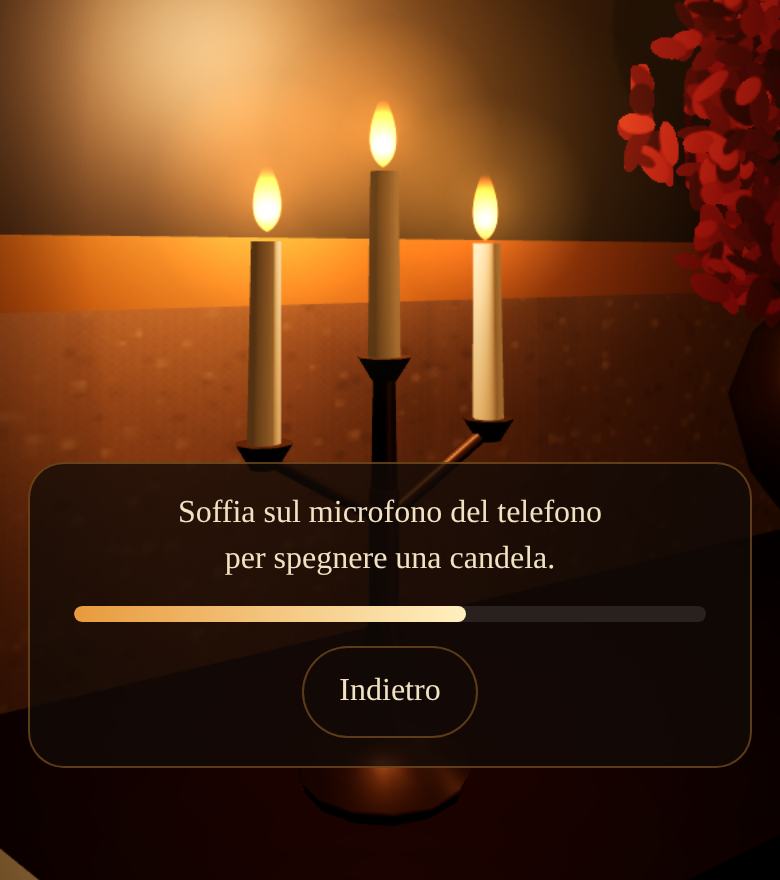 Soffia sul microfono del telefono
per spegnere una candela.
Indietro